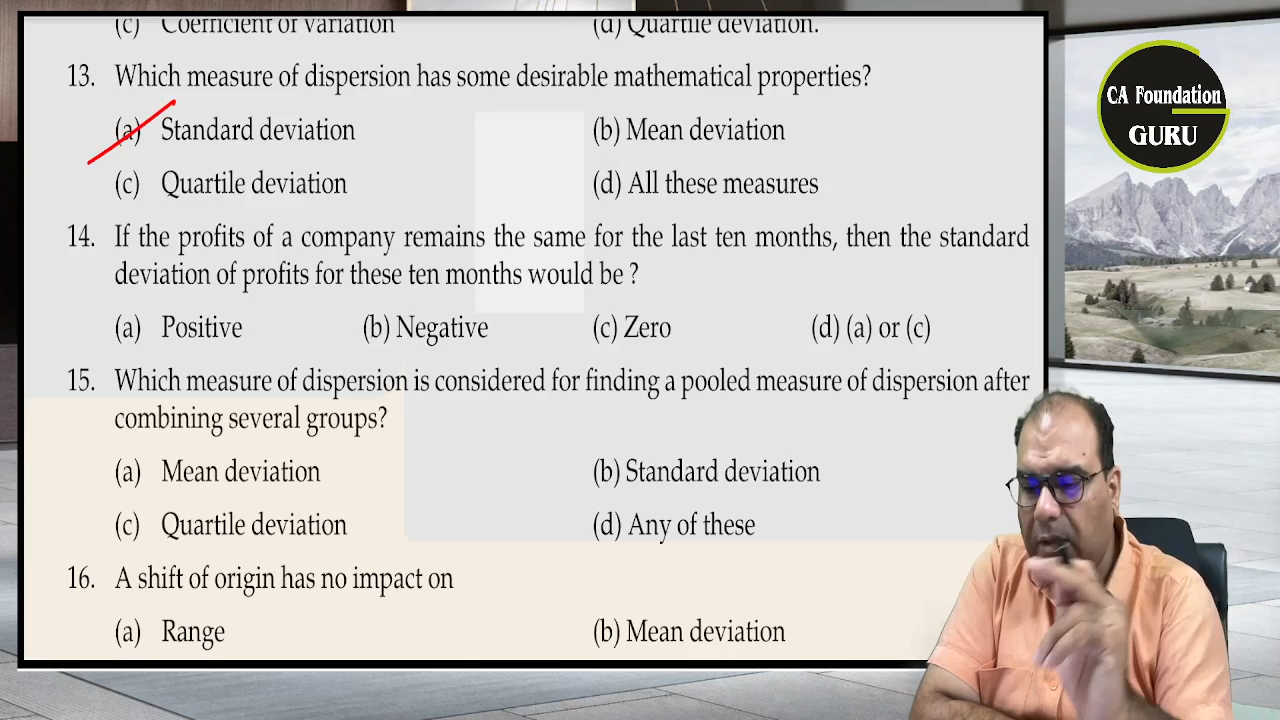 (c) Coefficient of variation (d) Quartile deviation.
13. Which measure of dispersion has some desirable mathematical properties?
(a) Standard deviation (b) Mean deviation
(c) Quartile deviation (d) All these measures
14. If the profits of a company remains the same for the last ten months, then the standard
deviation of profits for these ten months would be ?
(a) Positive (b) Negative (c) Zero (d) (a) or (c)
15. Which measure of dispersion is considered for finding a pooled measure of dispersion after
combining several groups?
(a) Mean deviation (b) Standard deviation
(c) Quartile deviation (d) Any of these
16. A shift of origin has no impact on
(a) Range (b) Mean deviation
CA Foundation
GURU